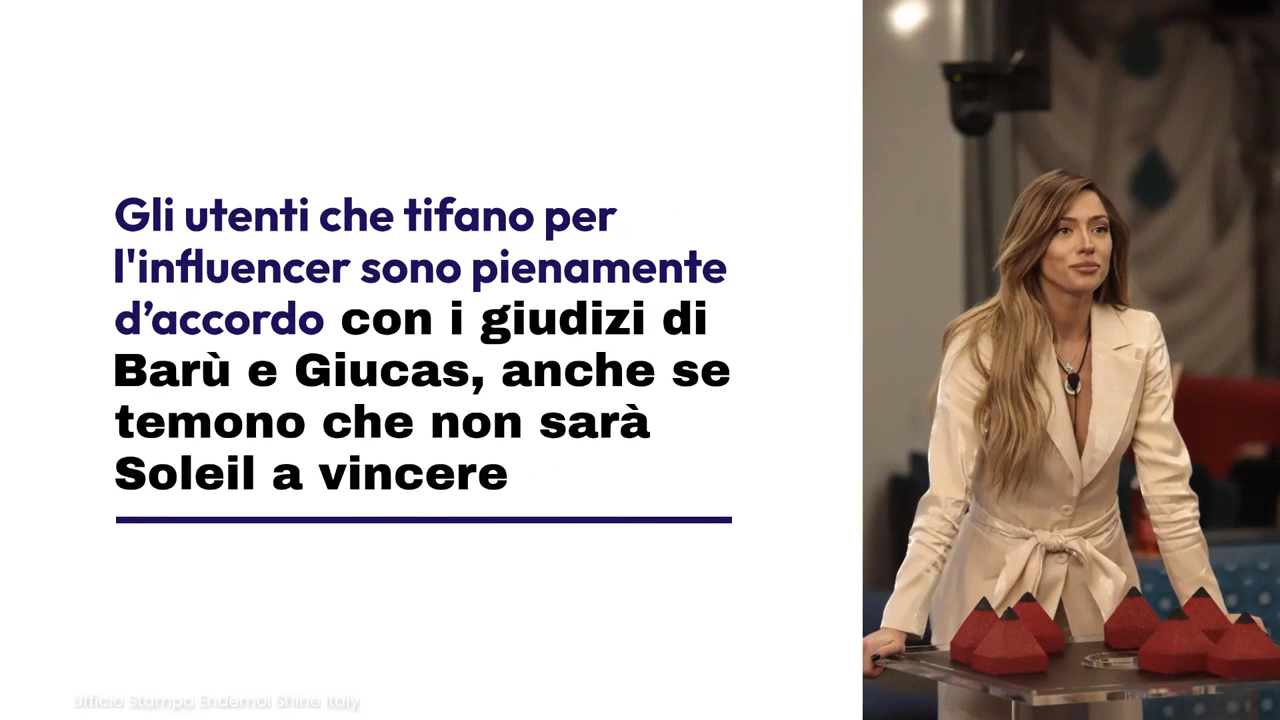 Gli utenti che tifano per
l'influencer sono pienamente
d’accordo con i giudizi di
Barù e Giucas, anche se
temono che non sarà
Soleil a vincere
Ufficio Stampa Endemol Shine Italy